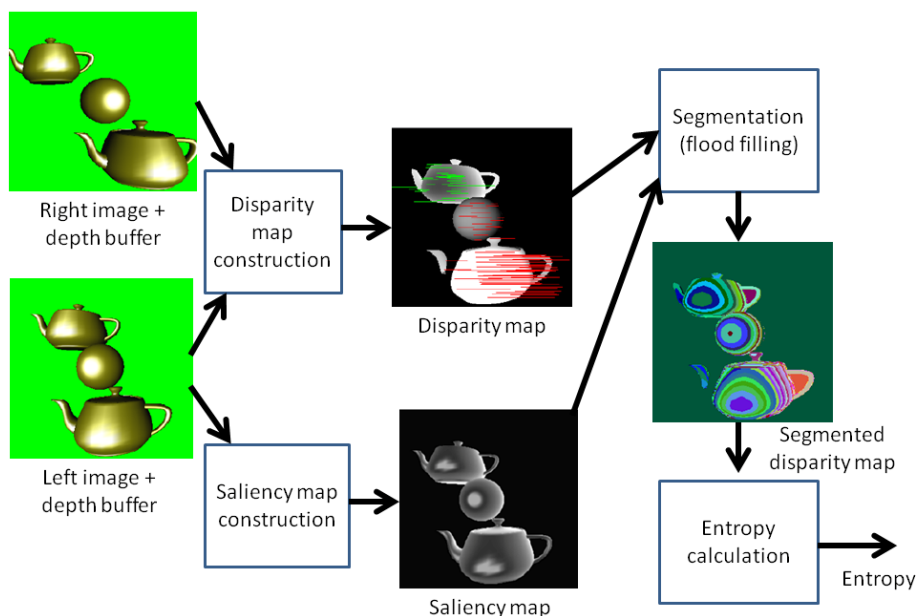 Right image +
depth buffer
Disparity
map
construction
Disparity map
Segmentation
(flood filling)
Left image +
depth buffer
Saliency map
construction
Saliency map
Segmented
disparity map
Entropy
calculation
Entropy